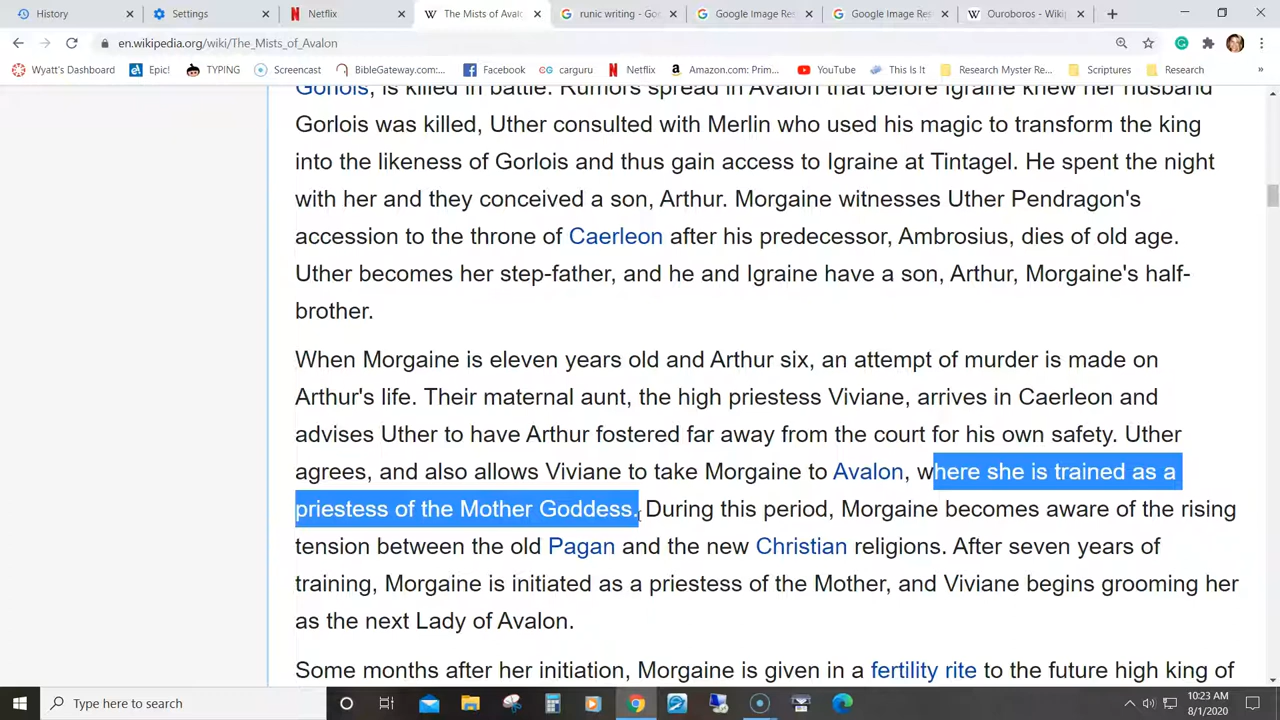 History
Settings
Netflix
The Mists of Avalo
runic writing - Goo
Google Image Res
Google Image Res
Ouroboros - Wikip
en.wikipedia.org/wiki/The_Mists_of_Avalon
Wyatt's Dashboard
Epic!
TYPING
Screencast
BibleGateway.com:...
Facebook
carguru
Netflix
Amazon.com: Prim...
YouTube
This Is It
Research Myster Re...
Scriptures
Research
Gorlois, is killed in battle. Rumors spread in Avalon that before Igraine knew her husband
Gorlois was killed, Uther consulted with Merlin who used his magic to transform the king
into the likeness of Gorlois and thus gain access to Igraine at Tintagel. He spent the night
with her and they conceived a son, Arthur. Morgaine witnesses Uther Pendragon's
accession to the throne of Caerleon after his predecessor, Ambrosius, dies of old age.
Uther becomes her step-father, and he and Igraine have a son, Arthur, Morgaine's half-
brother.
When Morgaine is eleven years old and Arthur six, an attempt of murder is made on
Arthur's life. Their maternal aunt, the high priestess Viviane, arrives in Caerleon and
advises Uther to have Arthur fostered far away from the court for his own safety. Uther
agrees, and also allows Viviane to take Morgaine to Avalon, where she is trained as a
priestess of the Mother Goddess. During this period, Morgaine becomes aware of the rising
tension between the old Pagan and the new Christian religions. After seven years of
training, Morgaine is initiated as a priestess of the Mother, and Viviane begins grooming her
as the next Lady of Avalon.
Some months after her initiation, Morgaine is given in a fertility rite to the future high king of
Type here to search
10:23 AM
8/1/2020